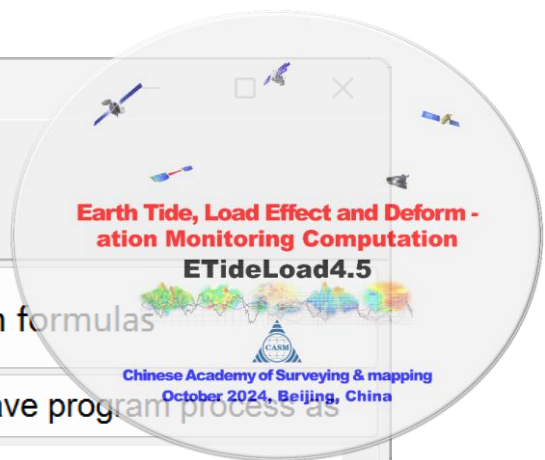 Earth Tide, Load Effect and Deform -
ation Monitoring Computation
ETideLoad4.5
formulas
CASM
Chinese Academy of Surveying & mapping
ave program process as
October 2024, Beijing, China